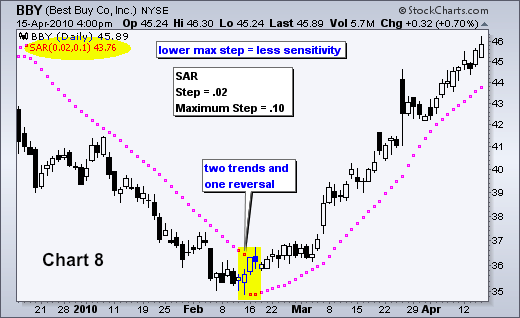 BBY (Best Buy Co., Inc.) NYSE
© StockCharts.com
15-Apr-2010 4:00pm Op 45.24 Hi 46.30 Lo 45.24 Last 45.89 Vol 5.7M Chg +0.32 (+0.70%)
BBY (Daily) 45.89
SAR(0.02,0.1) 43.76
lower max step = less sensitivity
SAR
Step = .02
Maximum Step = .10
two trends and
one reversal
Chart 8
46
45
44
43
42
41
40
39
38
37
36
35
21 28 2010 11 19 25 Feb 8 16 22 Mar 8 15 22 Apr 12